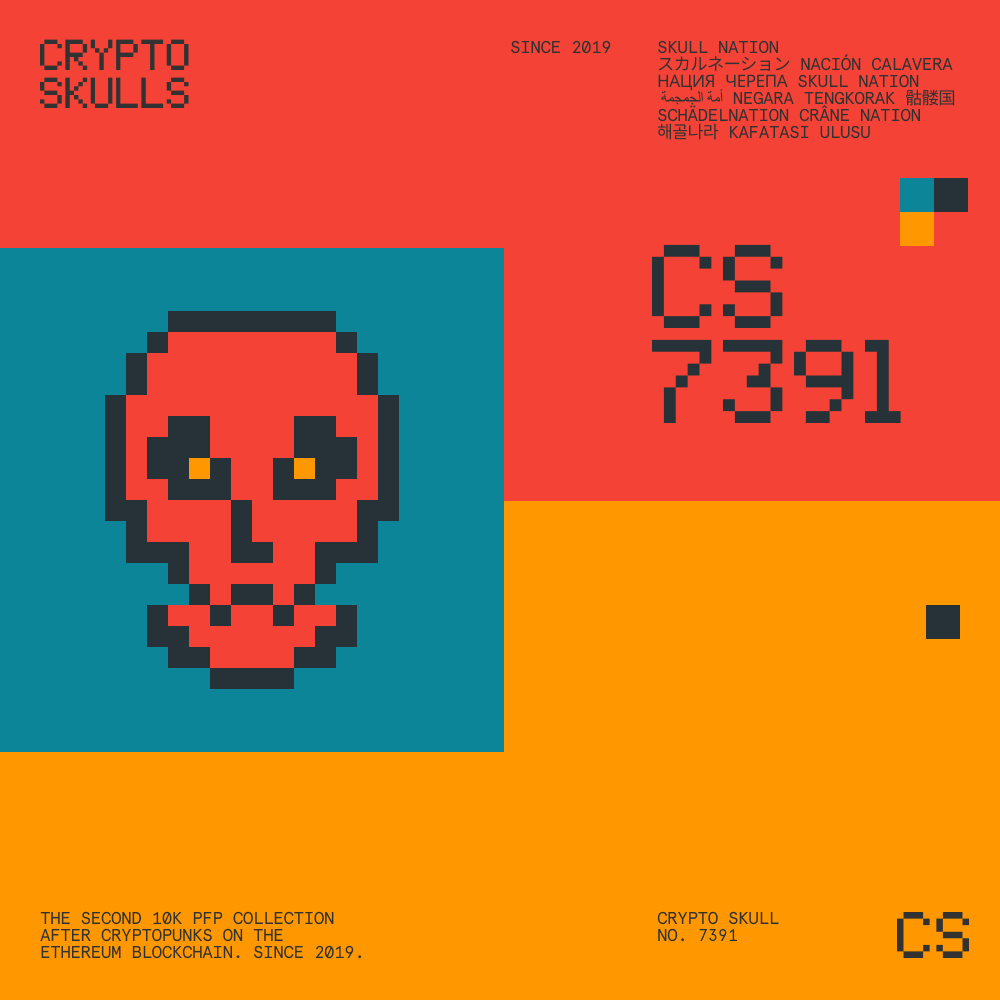 CRYPTO
SKULLS
SINCE 2019
SKULL NATION
スカルネーション NACIÓN CALAVERA
НАЦИЯ ЧЕРЕПА SKULL NATION
أمة الجمجمة NEGARA TENGKORAK 骷髅国
SCHÄDELNATION CRÂNE NATION
해골나라 KAFATASI ULUSU
CS
7391
THE SECOND 10K PFP COLLECTION
AFTER CRYPTOPUNKS ON THE
ETHEREUM BLOCKCHAIN. SINCE 2019.
CRYPTO SKULL
NO. 7391
CS